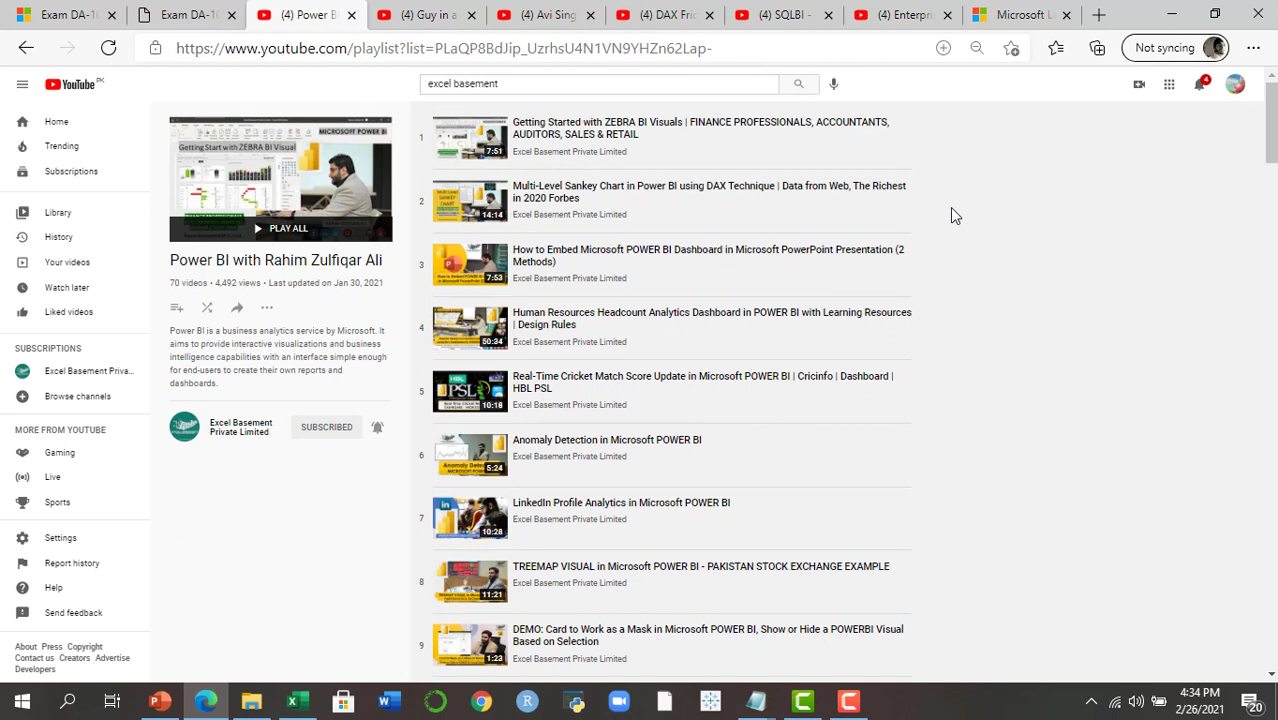 Exam DA-10
Exam DA-10
(4) Power B
(4) Guy in a
(4) Avi Sing
(4) DAX Fri
(4) SQLBI -
(4) Enterpri
Microsoft L
https://www.youtube.com/playlist?list=PLaQP8BdJip_UzrhsU4N1VN9YHZn62Lap-
Not syncing
YouTube PK
excel basement
4
Home
Trending
Subscriptions
Library
History
Your videos
Watch later
Liked videos
SUBSCRIPTIONS
Excel Basement Priva...
Browse channels
MORE FROM YOUTUBE
Gaming
Live
Sports
Settings
Report history
Help
Send feedback
About Press Copyright
Contact us Creators Advertise
Developers
MICROSOFT POWER BI
Getting Start with ZEBRA BI Visual
PLAY ALL
Power BI with Rahim Zulfiqar Ali
70 videos • 4,492 views • Last updated on Jan 30, 2021
Power BI is a business analytics service by Microsoft. It
aims to provide interactive visualizations and business
intelligence capabilities with an interface simple enough
for end-users to create their own reports and
dashboards.
Excel Basement
Private Limited
SUBSCRIBED
1
7:51
Getting Started with ZEBRA BI Visuals | FINANCE PROFESSIONALS, ACCOUNTANTS,
AUDITORS, SALES & RETAIL
Excel Basement Private Limited
2
14:14
Multi-Level Sankey Chart in Power BI using DAX Technique | Data from Web, The Richest
in 2020 Forbes
Excel Basement Private Limited
3
7:53
How to Embed Microsoft POWER BI Dashboard in Microsoft PowerPoint Presentation (2
Methods)
Excel Basement Private Limited
4
50:34
Human Resources Headcount Analytics Dashboard in POWER BI with Learning Resources
| Design Rules
Excel Basement Private Limited
5
HBL
PSL
10:18
Real-Time Cricket Match Score Update in Microsoft POWER BI | Cricinfo | Dashboard |
HBL PSL
Excel Basement Private Limited
6
5:24
Anomaly Detection in Microsoft POWER BI
Excel Basement Private Limited
7
in
10:28
LinkedIn Profile Analytics in Microsoft POWER BI
Excel Basement Private Limited
8
11:21
TREEMAP VISUAL in Microsoft POWER BI - PAKISTAN STOCK EXCHANGE EXAMPLE
Excel Basement Private Limited
9
1:23
DEMO: Card to Work as a Mask in Microsoft POWER BI, Show or Hide a POWERBI Visual
Based on Selection
Excel Basement Private Limited
4:34 PM
2/26/2021
20